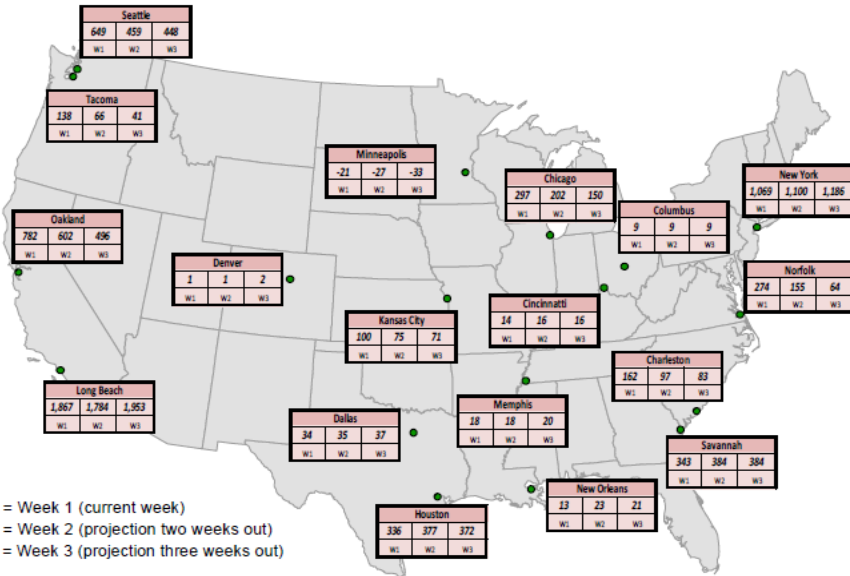 Seattle
649 459 448
W1 W2 W3
Tacoma
138 66 41
W1 W2 W3
Minneapolis
-21 -27 -33
W1 W2 W3
Chicago
297 202 150
W1 W2 W3
New York
1,069 1,100 1,186
W1 W2 W3
Columbus
9 9 9
W1 W2 W3
Oakland
782 602 496
W1 W2 W3
Denver
1 1 2
W1 W2 W3
Norfolk
274 155 64
W1 W2 W3
Cincinnatti
14 16 16
W1 W2 W3
Kansas City
100 75 71
W1 W2 W3
Charleston
162 97 83
W1 W2 W3
Long Beach
1,867 1,784 1,953
W1 W2 W3
Memphis
18 18 20
W1 W2 W3
Dallas
34 35 37
W1 W2 W3
Savannah
343 384 384
W1 W2 W3
New Orleans
13 23 21
W1 W2 W3
Houston
336 377 372
W1 W2 W3
= Week 1 (current week)
= Week 2 (projection two weeks out)
= Week 3 (projection three weeks out)